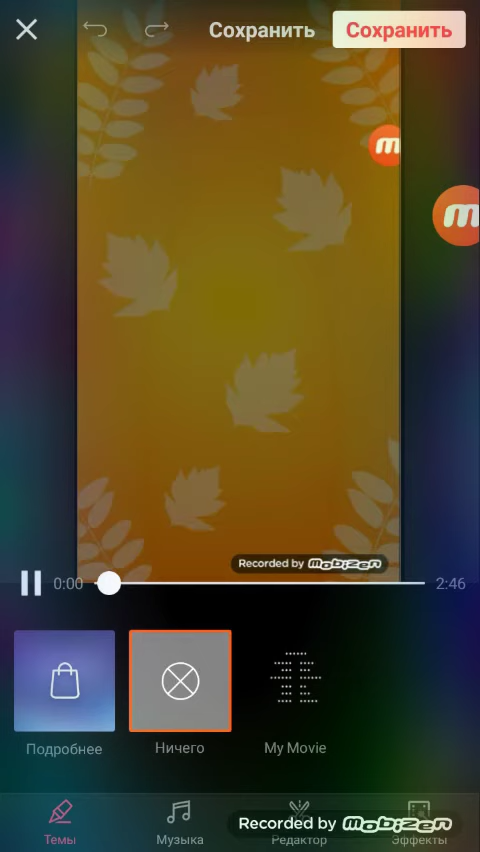 Сохранить Сохранить
m
m
Recorded by Mobizen
0:00 2:46
Подробнее Ничего My Movie
Темы Музыка Редактор Эффекты
Recorded by Mobizen